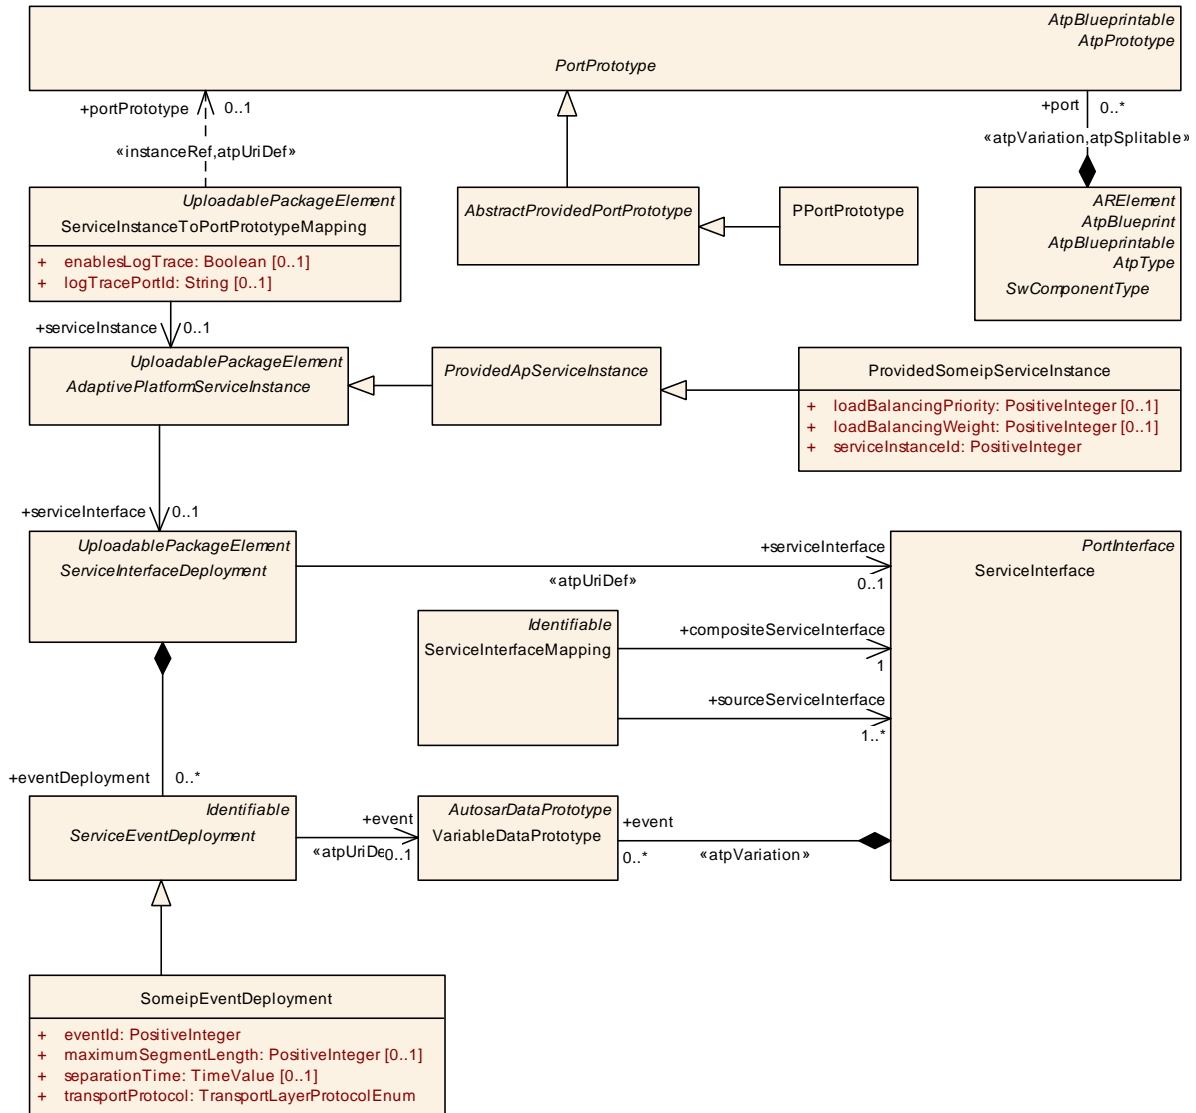 AtpBlueprintable
AtpPrototype
PortPrototype
+portPrototype 0..1
+port 0..*
«instanceRef,atpUriDef»
«atpVariation,atpSplitable»
UploadablePackageElement
ServiceInstanceToPortPrototypeMapping
+ enablesLogTrace: Boolean [0..1]
+ logTracePortId: String [0..1]
AbstractProvidedPortPrototype
PPortPrototype
ARElement
AtpBlueprint
AtpBlueprintable
AtpType
SwComponentType
+serviceInstance 0..1
UploadablePackageElement
AdaptivePlatformServiceInstance
ProvidedApServiceInstance
ProvidedSomeipServiceInstance
+ loadBalancingPriority: PositiveInteger [0..1]
+ loadBalancingWeight: PositiveInteger [0..1]
+ serviceInstanceId: PositiveInteger
+serviceInterface 0..1
UploadablePackageElement
ServiceInterfaceDeployment
+serviceInterface
«atpUriDef» 0..1
PortInterface
ServiceInterface
Identifiable
ServiceInterfaceMapping
+compositeServiceInterface
1
+sourceServiceInterface
1..*
+eventDeployment 0..*
Identifiable
ServiceEventDeployment
+event
«atpUriDe 0..1
AutosarDataPrototype
VariableDataPrototype
+event
0..* «atpVariation»
SomeipEventDeployment
+ eventId: PositiveInteger
+ maximumSegmentLength: PositiveInteger [0..1]
+ separationTime: TimeValue [0..1]
+ transportProtocol: TransportLayerProtocolEnum